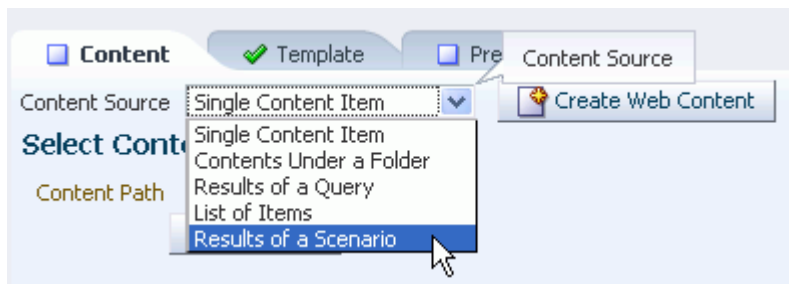 Content
Template
Pre
Content Source
Content Source
Single Content Item
Create Web Content
Select Conte
Single Content Item
Contents Under a Folder
Content Path
Results of a Query
List of Items
Results of a Scenario